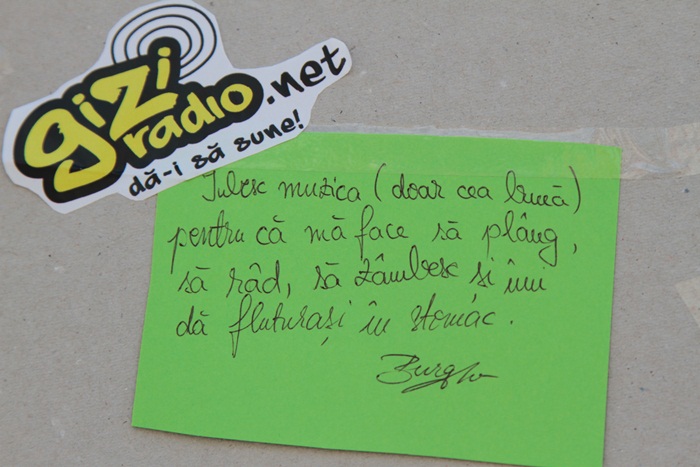 gizi
radio.net
dă-i să sune!
Iubesc muzica (doar cea bună)
pentru că mă face să plâng,
să râd, să zâmbesc și îmi
dă fluturași în stomac.